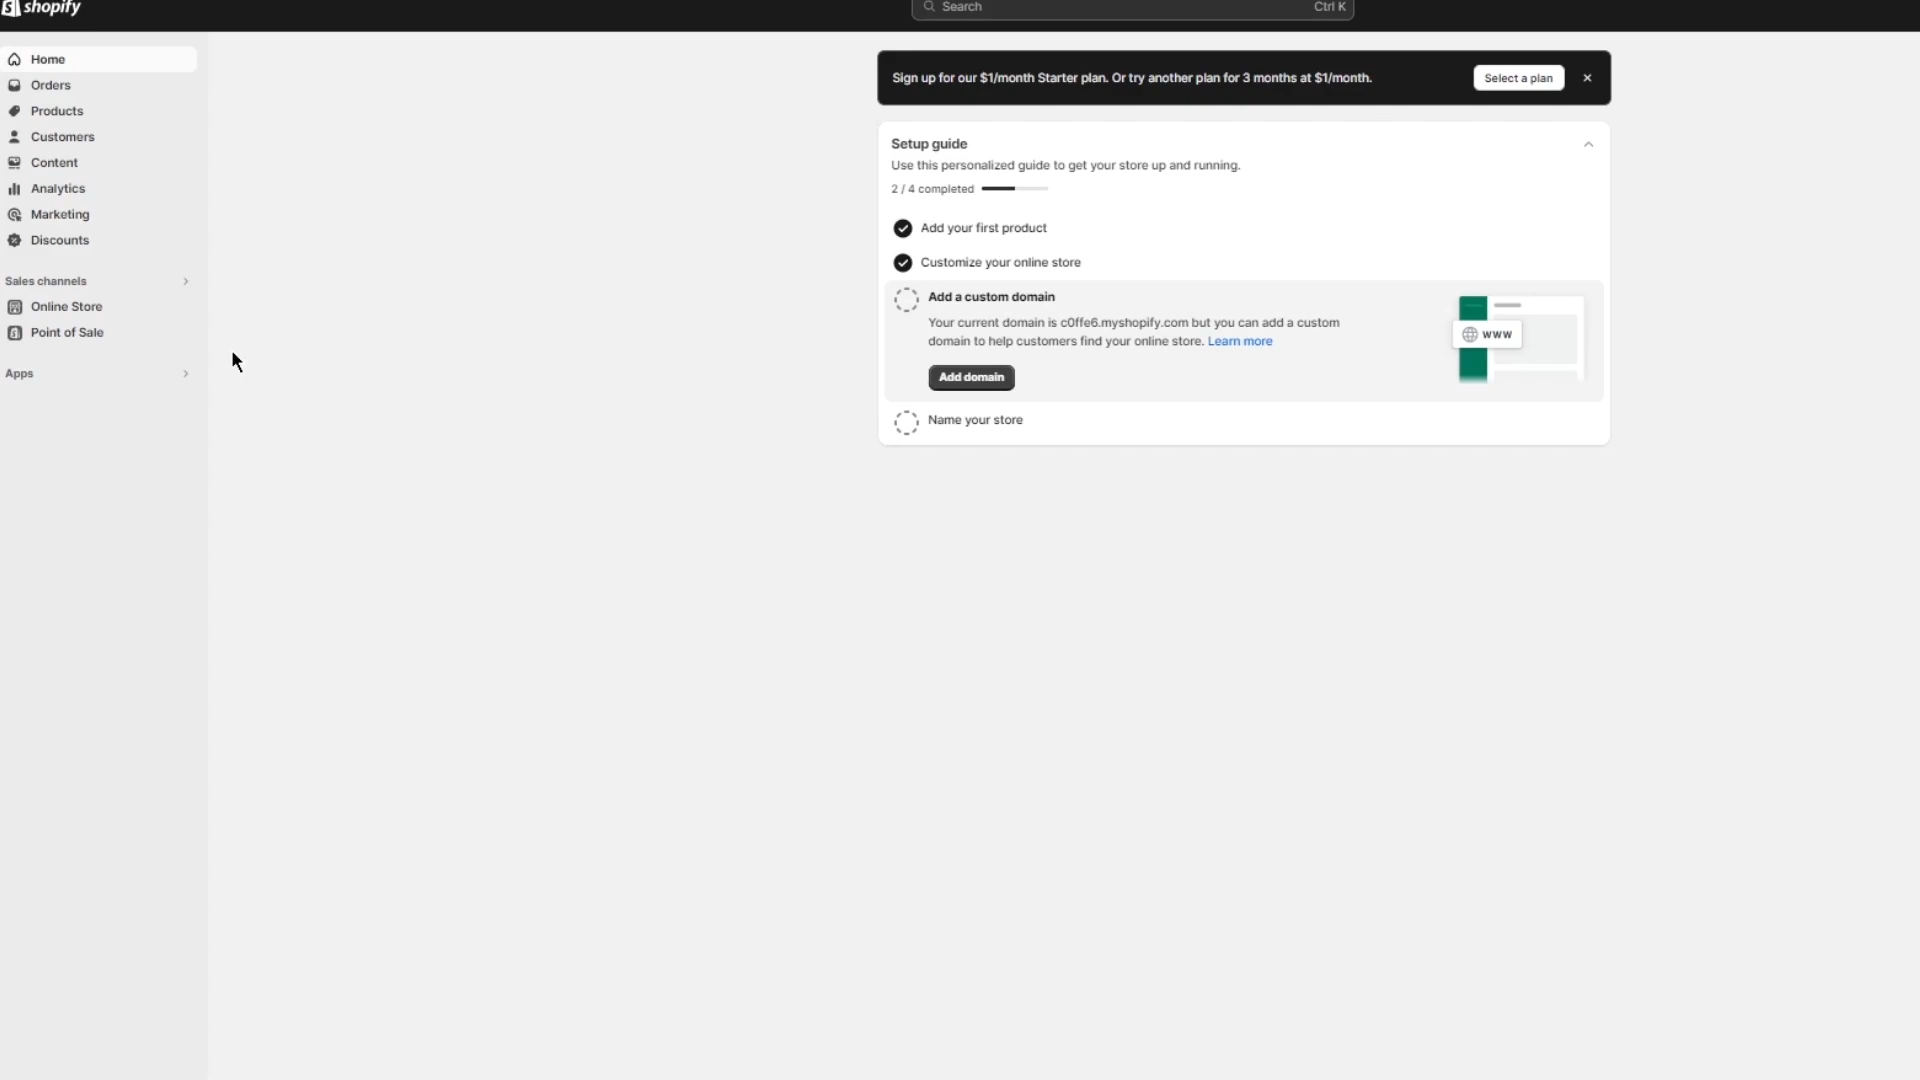 shopify
Search Ctrl K
Home
Orders
Products
Customers
Content
Analytics
Marketing
Discounts
Sales channels
Online Store
Point of Sale
Apps
Sign up for our $1/month Starter plan. Or try another plan for 3 months at $1/month.
Select a plan
Setup guide
Use this personalized guide to get your store up and running.
2 / 4 completed
Add your first product
Customize your online store
Add a custom domain
Your current domain is c0ffe6.myshopify.com but you can add a custom
domain to help customers find your online store. Learn more
Add domain
www
Name your store